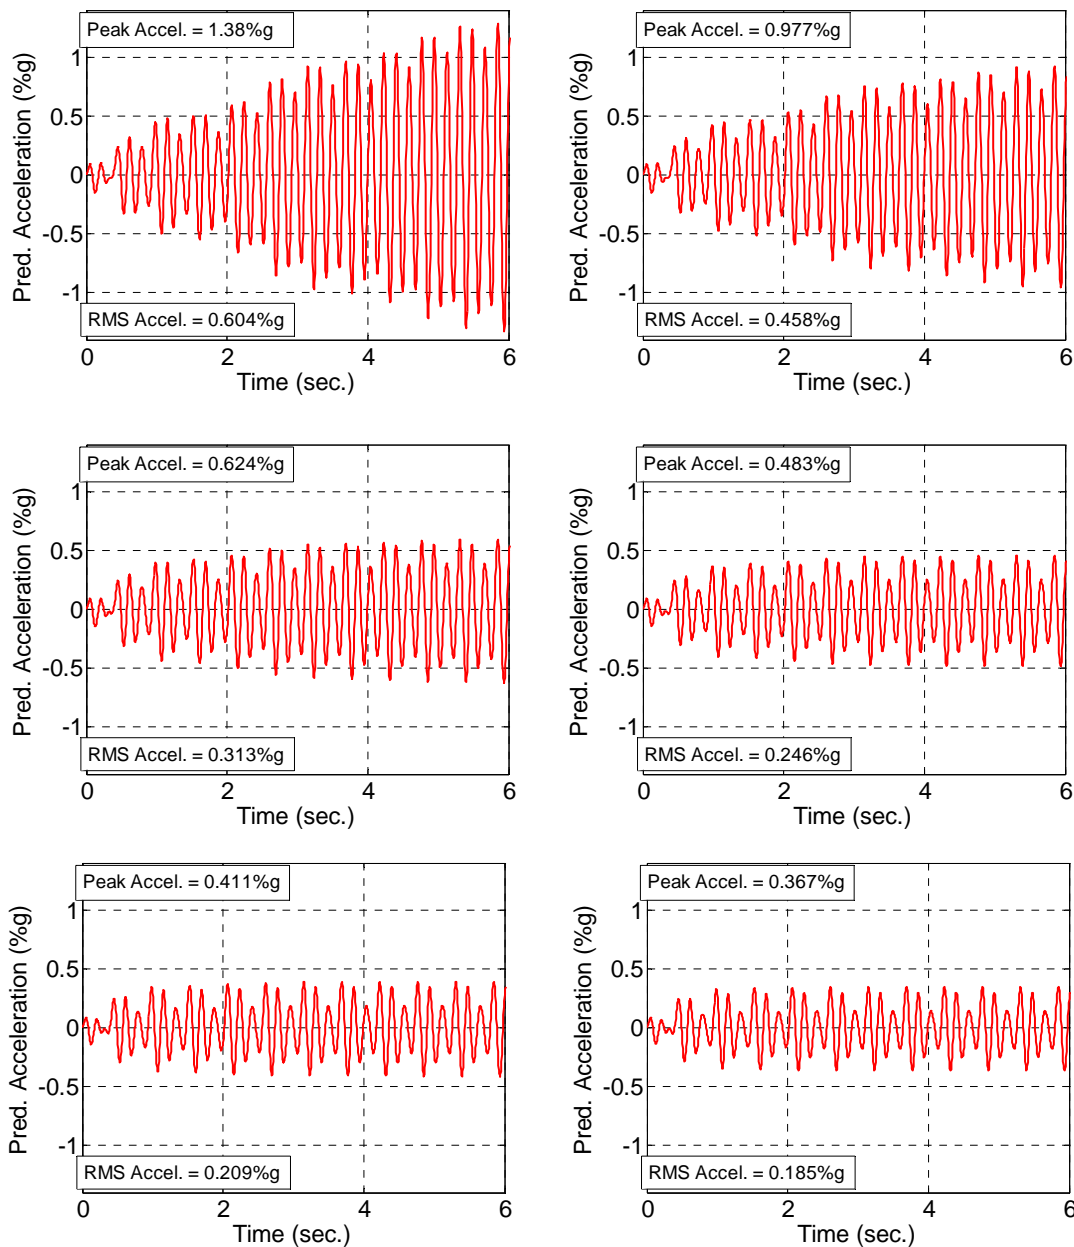 Peak Accel. = 1.38%g
1
0.5
0
-0.5
-1
Pred. Acceleration (%g)
RMS Accel. = 0.604%g
0 2 4 6
Time (sec.)
Peak Accel. = 0.977%g
1
0.5
0
-0.5
-1
Pred. Acceleration (%g)
RMS Accel. = 0.458%g
0 2 4 6
Time (sec.)
Peak Accel. = 0.624%g
1
0.5
0
-0.5
-1
Pred. Acceleration (%g)
RMS Accel. = 0.313%g
0 2 4 6
Time (sec.)
Peak Accel. = 0.483%g
1
0.5
0
-0.5
-1
Pred. Acceleration (%g)
RMS Accel. = 0.246%g
0 2 4 6
Time (sec.)
Peak Accel. = 0.411%g
1
0.5
0
-0.5
-1
Pred. Acceleration (%g)
RMS Accel. = 0.209%g
0 2 4 6
Time (sec.)
Peak Accel. = 0.367%g
1
0.5
0
-0.5
-1
Pred. Acceleration (%g)
RMS Accel. = 0.185%g
0 2 4 6
Time (sec.)